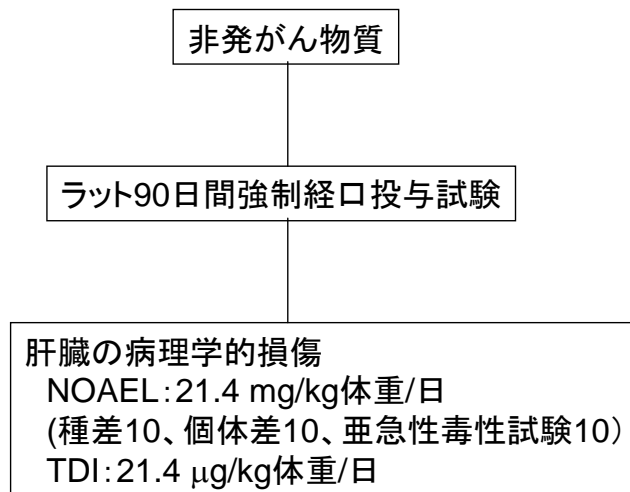 非発がん物質
ラット90日間強制経口投与試験
肝臓の病理学的損傷
NOAEL：21.4 mg/kg体重/日
(種差10、個体差10、亜急性毒性試験10）
TDI：21.4 μg/kg体重/日